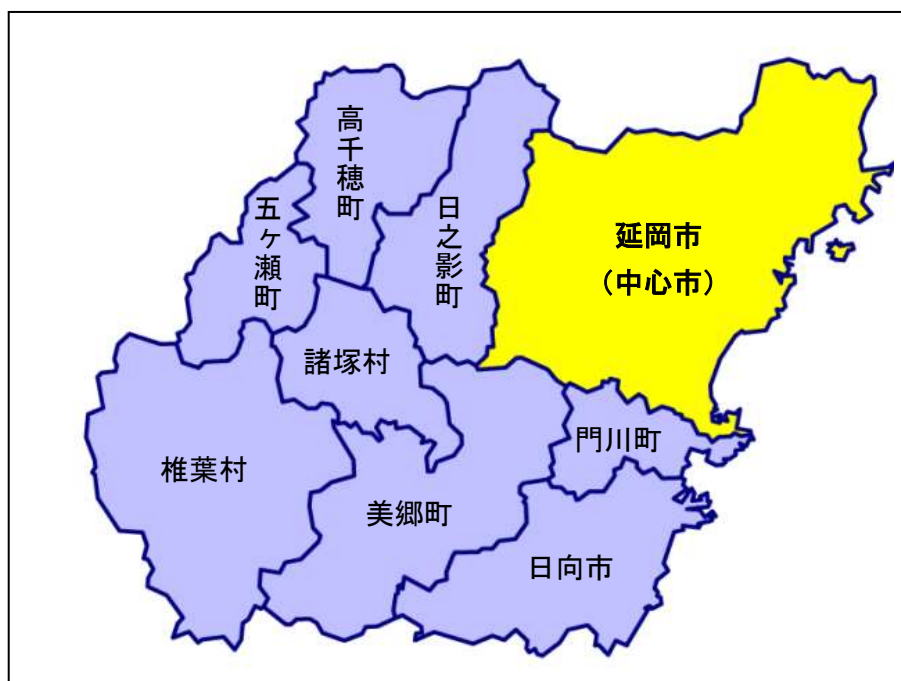 高千穂町
日之影町
五ヶ瀬町
延岡市
（中心市）
諸塚村
門川町
椎葉村
美郷町
日向市